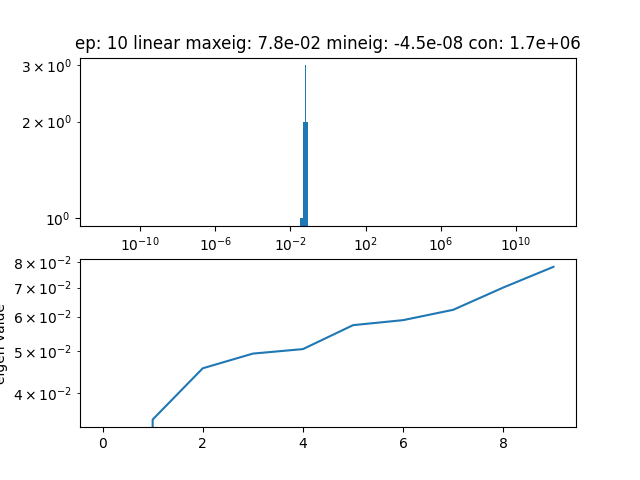 ep: 10 linear maxeig: 7.8e-02 mineig: -4.5e-08 con: 1.7e+06
3 × 10⁰
2 × 10⁰
10⁰
10⁻¹⁰ 10⁻⁶ 10⁻² 10² 10⁶ 10¹⁰
8 × 10⁻²
7 × 10⁻²
6 × 10⁻²
5 × 10⁻²
4 × 10⁻²
eigen value
0 2 4 6 8